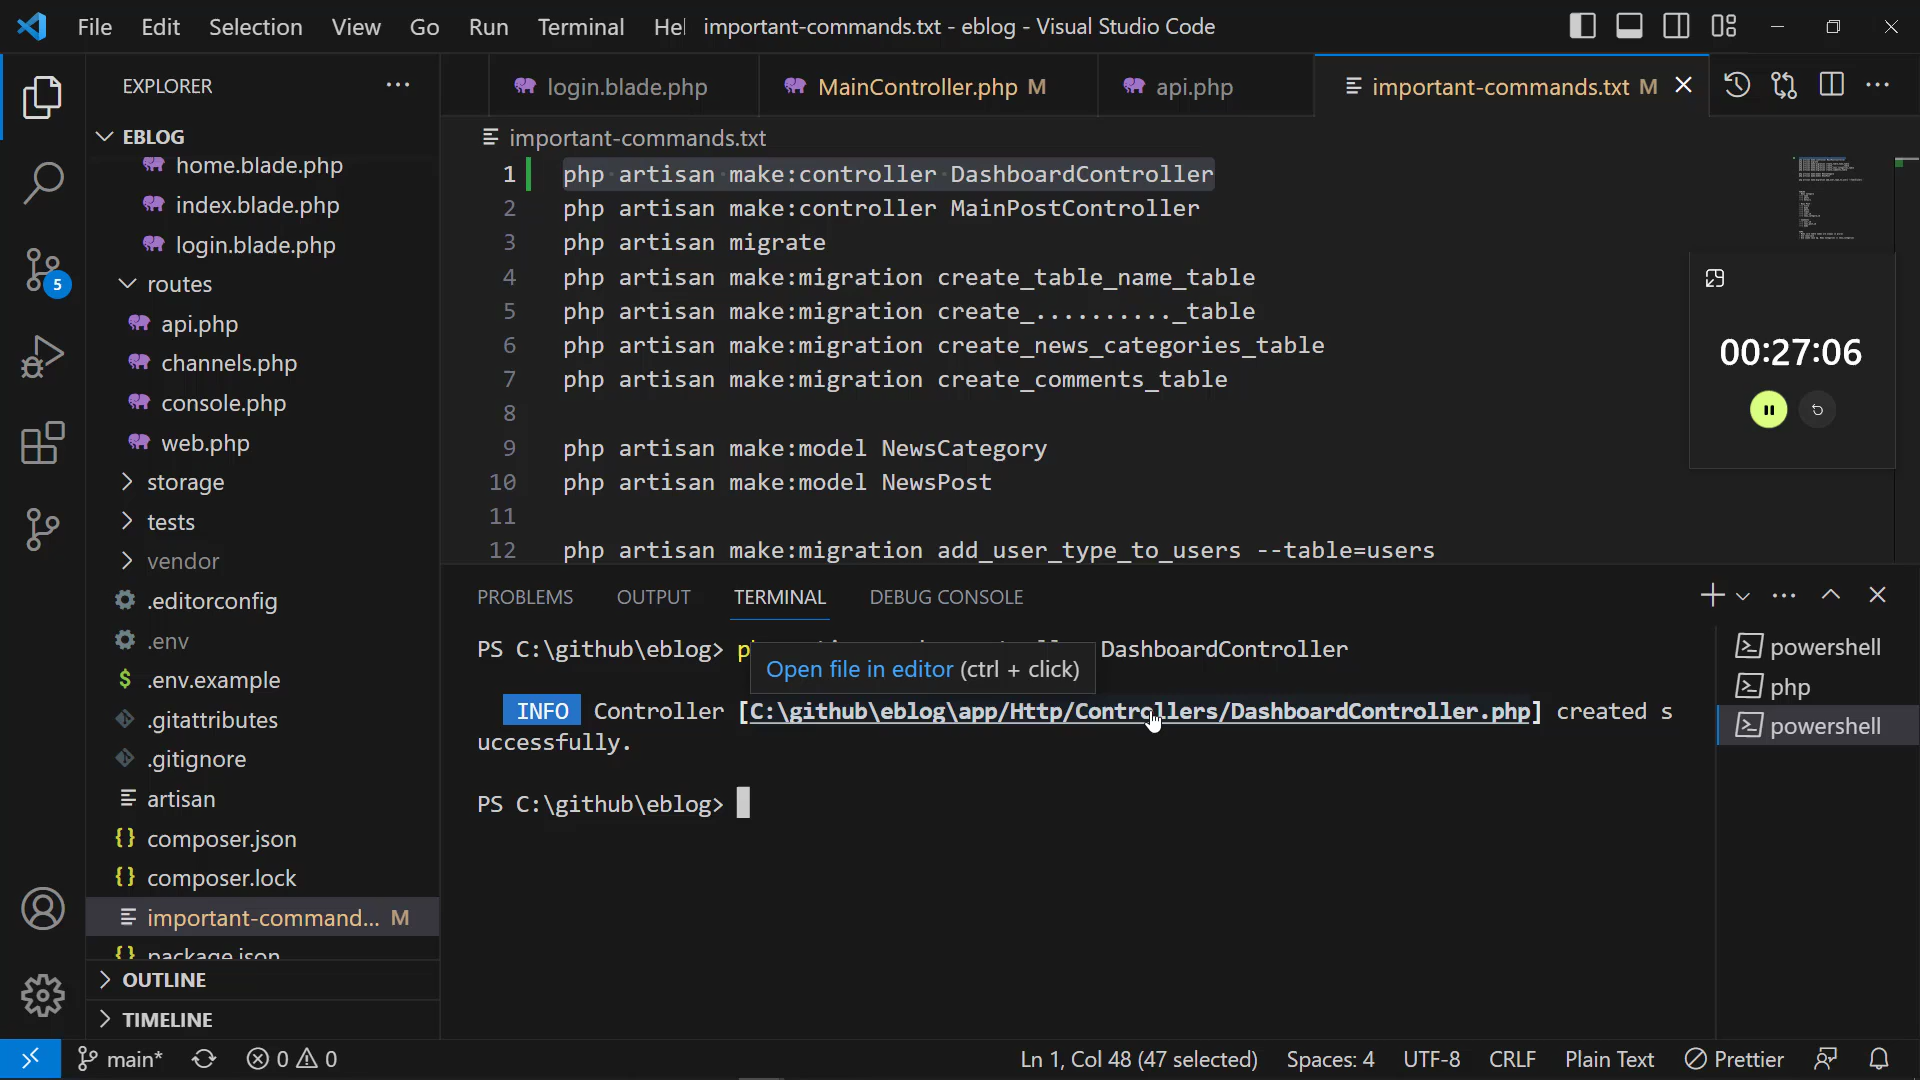 File Edit Selection View Go Run Terminal Hel important-commands.txt - eblog - Visual Studio Code
EXPLORER
EBLOG
home.blade.php
index.blade.php
login.blade.php
routes
api.php
channels.php
console.php
web.php
storage
tests
vendor
.editorconfig
.env
.env.example
.gitattributes
.gitignore
artisan
composer.json
composer.lock
important-command... M
package.json
OUTLINE
TIMELINE
5
login.blade.php MainController.php M api.php important-commands.txt M
important-commands.txt
1 php artisan make:controller DashboardController
2 php artisan make:controller MainPostController
3 php artisan migrate
4 php artisan make:migration create_table_name_table
5 php artisan make:migration create_.........._table
6 php artisan make:migration create_news_categories_table
7 php artisan make:migration create_comments_table
8
9 php artisan make:model NewsCategory
10 php artisan make:model NewsPost
11
12 php artisan make:migration add_user_type_to_users --table=users
00:27:06
PROBLEMS OUTPUT TERMINAL DEBUG CONSOLE
PS C:\github\eblog> p DashboardController
Open file in editor (ctrl + click)
INFO Controller [C:\github\eblog\app/Http/Controllers/DashboardController.php] created s
uccessfully.
PS C:\github\eblog>
powershell
php
powershell
main* 0 0 Ln 1, Col 48 (47 selected) Spaces: 4 UTF-8 CRLF Plain Text Prettier